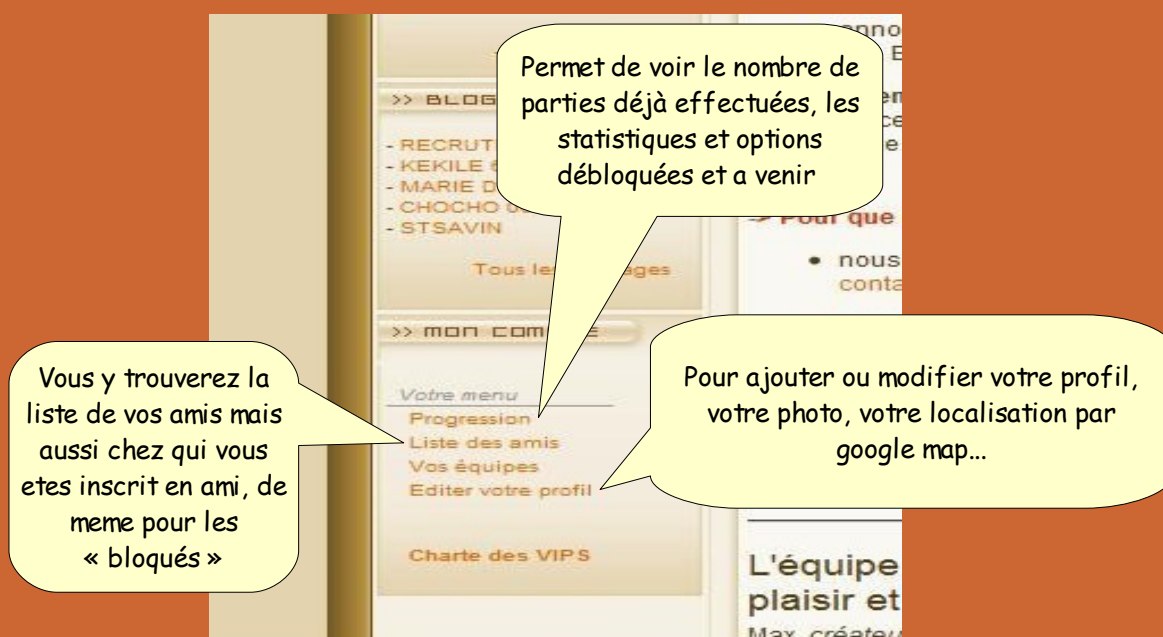 Permet de voir le nombre de
parties déjà effectuées, les
statistiques et options
débloquées et a venir
>> BLOG
- RECRUT
- KEKILE
- MARIE D
- CHOCHO
- STSAVIN
Tous les
ages
>> MON COM
E
Votre menu
Progression
Liste des amis
Vos équipes
Editer votre profil
Charte des VIPS
Vous y trouverez la
liste de vos amis mais
aussi chez qui vous
etes inscrit en ami, de
meme pour les
« bloqués »
Pour ajouter ou modifier votre profil,
votre photo, votre localisation par
google map...
-> Pour que
• nous
conta
L'équipe
plaisir et
Max, créateu